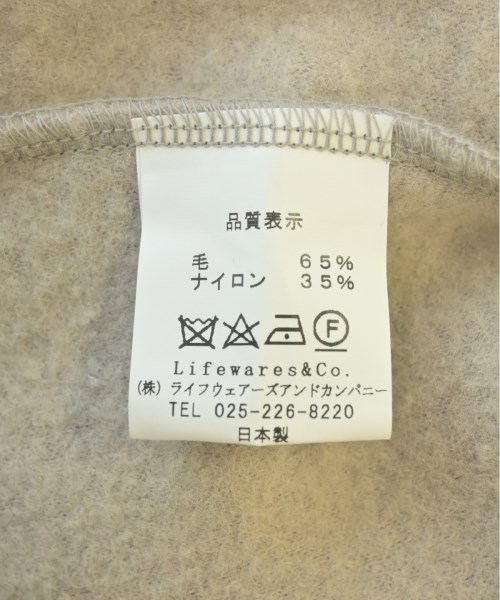 品質表示
毛 65%
ナイロン 35%
F
Lifewares&Co.
(株) ライフウェアーズアンドカンパニー
TEL 025-226-8220
日本製